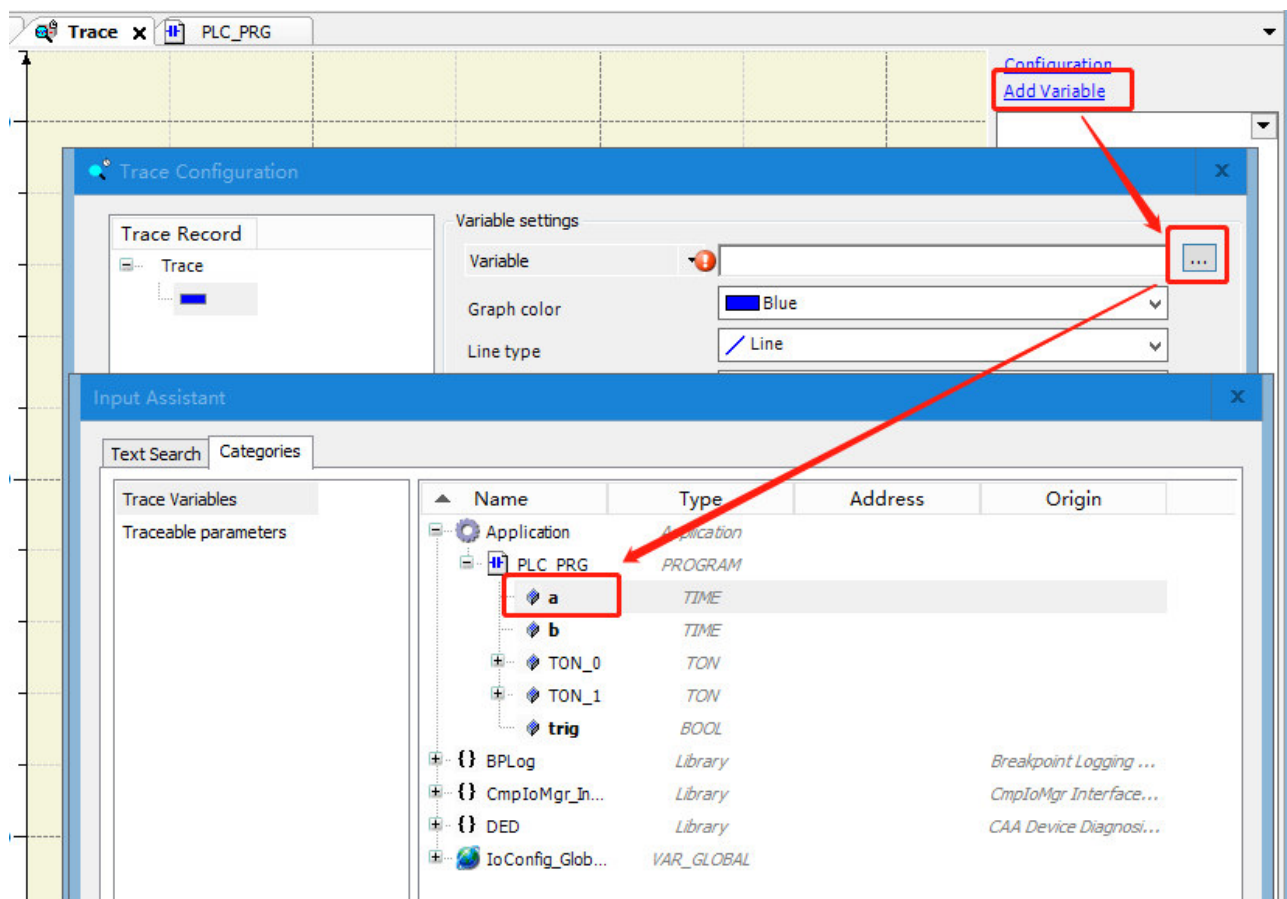 Trace x PLC_PRG
Configuration
Add Variable
Trace Configuration x
Trace Record
Trace
Variable settings
Variable ...
Graph color Blue
Line type Line
Input Assistant x
Text Search Categories
Trace Variables
Traceable parameters
Name Type Address Origin
Application Application
PLC_PRG PROGRAM
a TIME
b TIME
TON_0 TON
TON_1 TON
trig BOOL
{} BPLog Library Breakpoint Logging ...
{} CmpIoMgr_In... Library CmpIoMgr Interface...
{} DED Library CAA Device Diagnosi...
IoConfig_Glob... VAR_GLOBAL